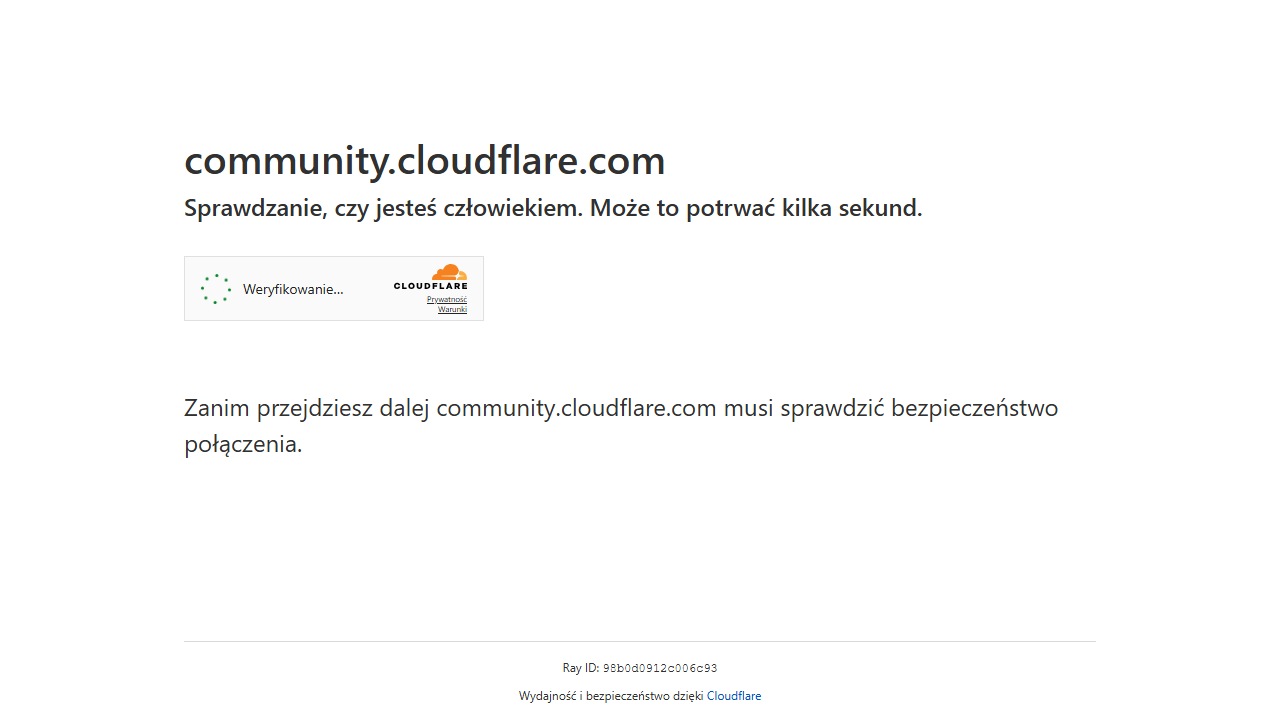 community.cloudflare.com
Sprawdzanie, czy jesteś człowiekiem. Może to potrwać kilka sekund.
Weryfikowanie...
CLOUDFLARE
Prywatność
Warunki
Zanim przejdziesz dalej community.cloudflare.com musi sprawdzić bezpieczeństwo
połączenia.
Ray ID: 98b0d0912c006c93
Wydajność i bezpieczeństwo dzięki Cloudflare